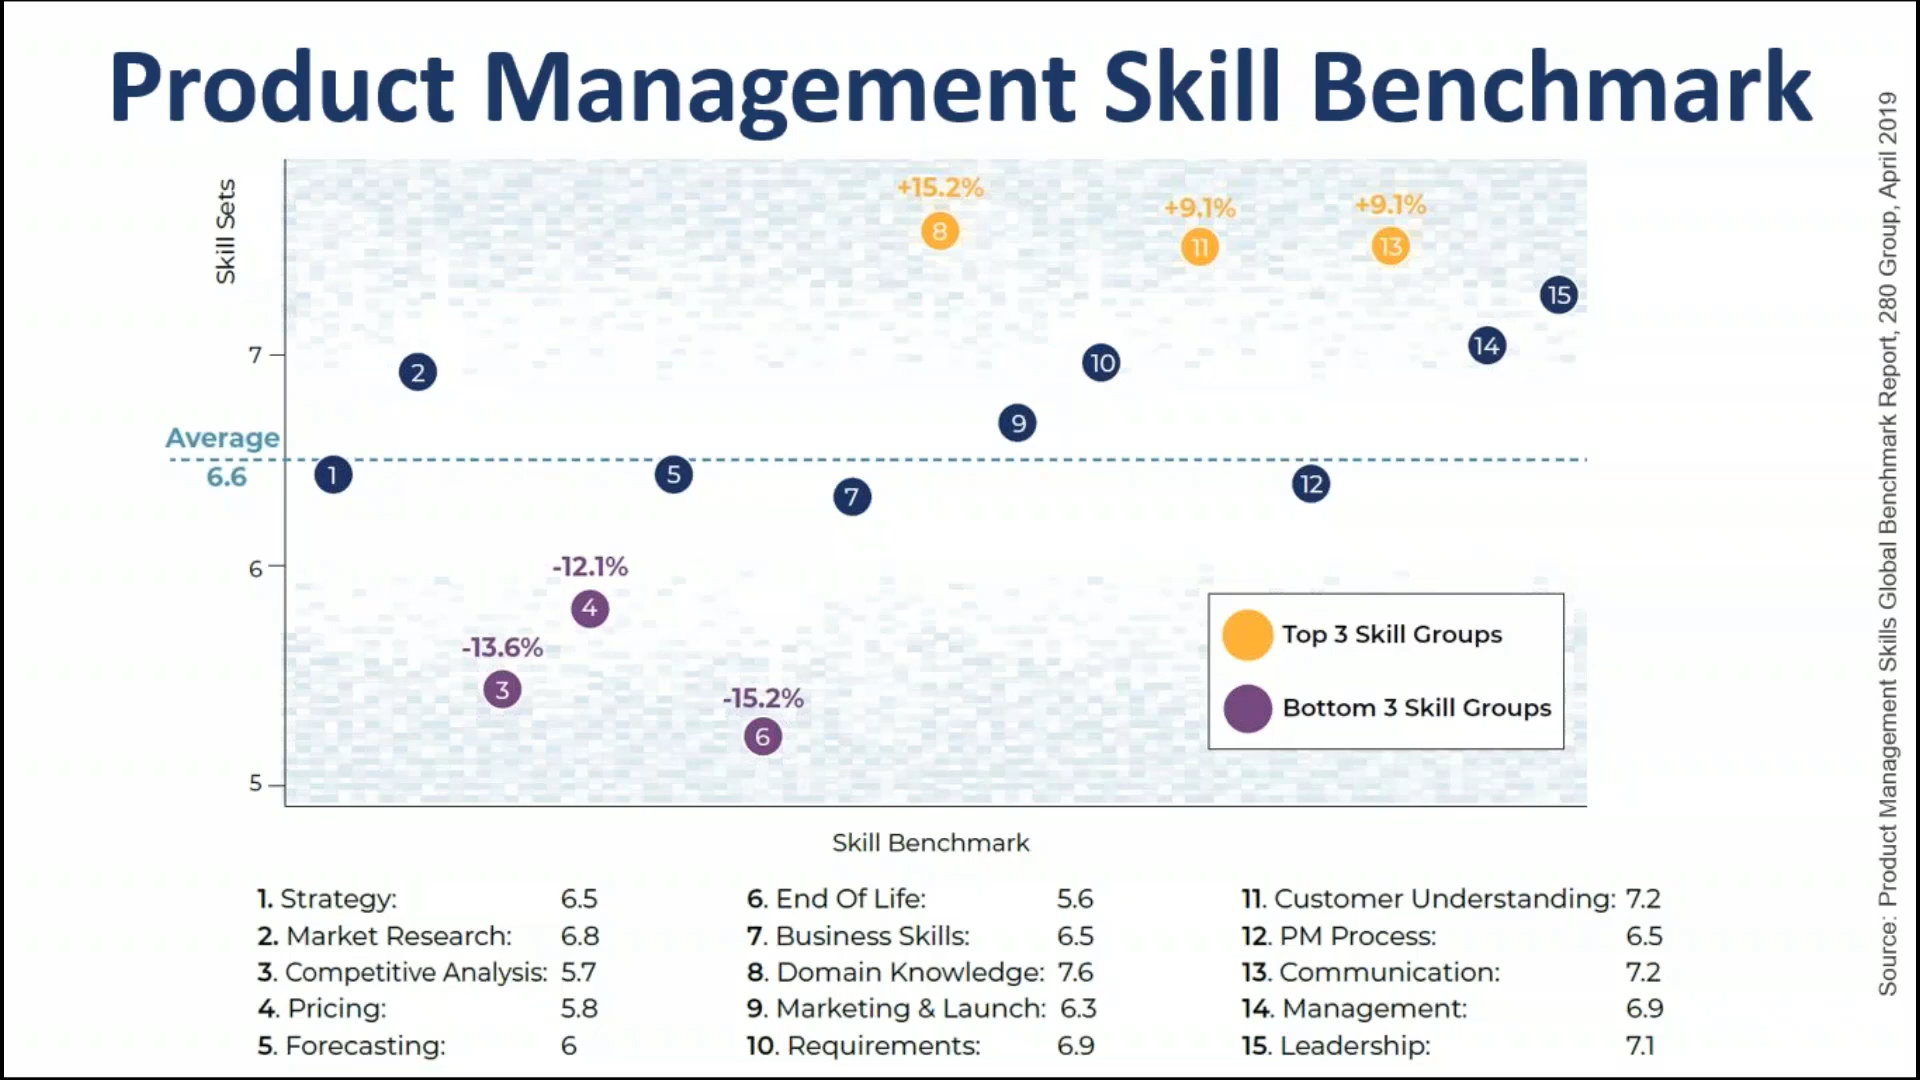 Product Management Skill Benchmark
Source: Product Management Skills Global Benchmark Report, 280 Group, April 2019
Skill Sets
+15.2%
8
+9.1%
11
+9.1%
13
15
7
2
10
14
9
Average
6.6
1
5
7
12
6
-12.1%
4
-13.6%
3
-15.2%
6
5
Top 3 Skill Groups
Bottom 3 Skill Groups
Skill Benchmark
1. Strategy: 6.5
2. Market Research: 6.8
3. Competitive Analysis: 5.7
4. Pricing: 5.8
5. Forecasting: 6
6. End Of Life: 5.6
7. Business Skills: 6.5
8. Domain Knowledge: 7.6
9. Marketing & Launch: 6.3
10. Requirements: 6.9
11. Customer Understanding: 7.2
12. PM Process: 6.5
13. Communication: 7.2
14. Management: 6.9
15. Leadership: 7.1